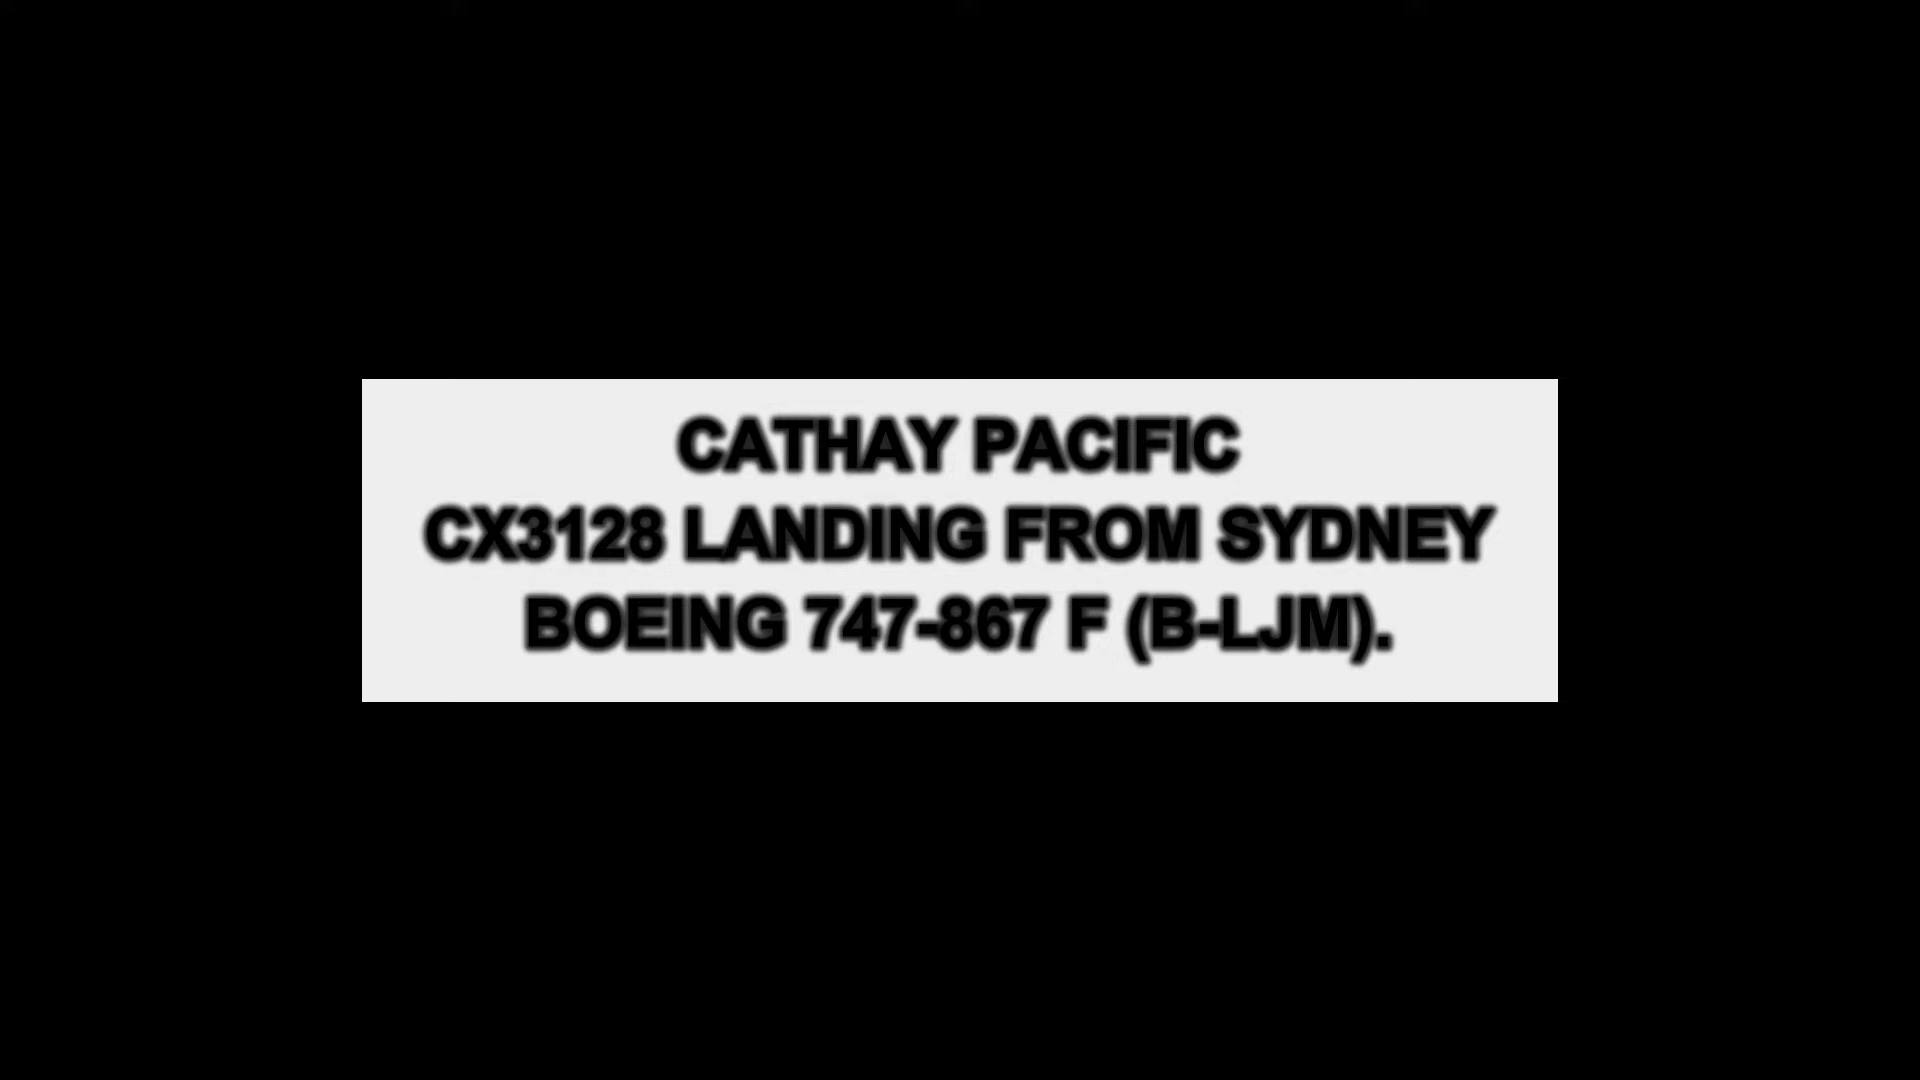 CATHAY PACIFIC
CX3128 LANDING FROM SYDNEY
BOEING 747-867 F (B-LJM).